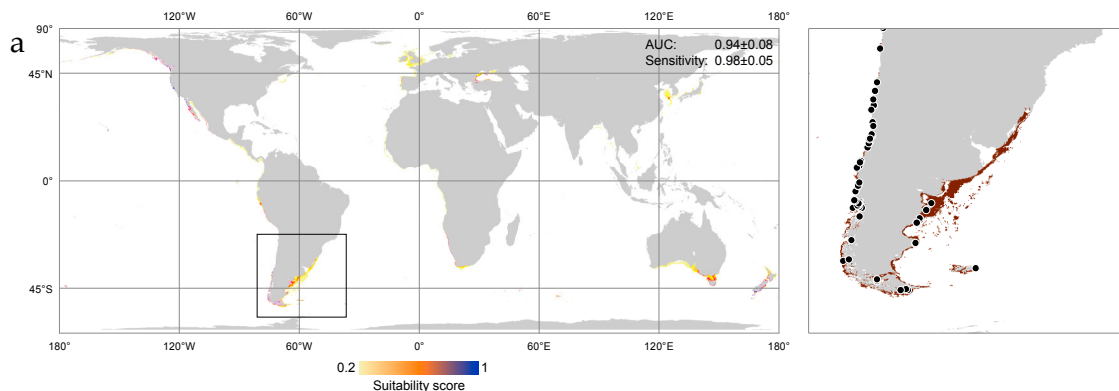 120°W 60°W 0° 60°E 120°E 180°
a
90°
AUC: 0.94±0.08
Sensitivity: 0.98±0.05
45°N
0°
45°S
180° 120°W 60°W 0° 60°E 120°E 180°
0.2 1
Suitability score